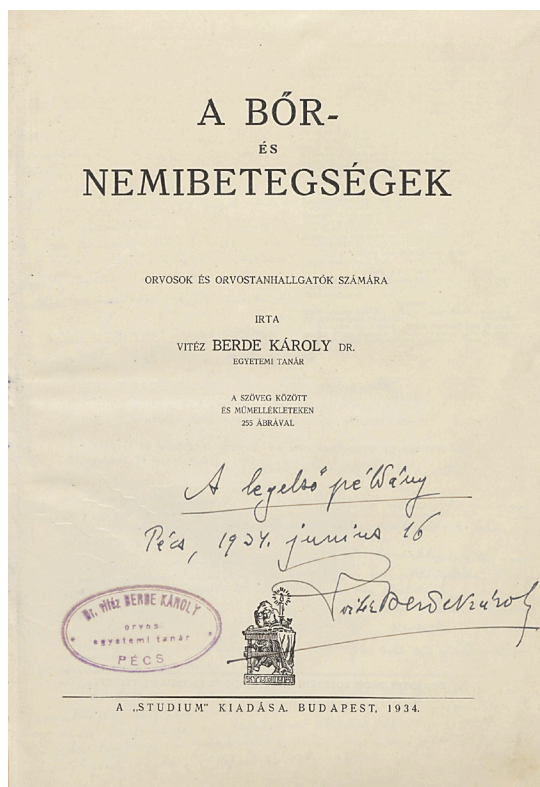 A BŐR-
ÉS
NEMIBETEGSÉGEK
ORVOSOK ÉS ORVOSTANHALLGATÓK SZÁMÁRA
IRTA
VITÉZ BERDE KÁROLY DR.
EGYETEMI TANÁR
A SZÖVEG KÖZÖTT
ÉS MŰMELLÉKLETEKEN
255 ÁBRÁVAL
A legelső példány
Pécs, 1934. junius 16
vitéz Berde Károly
Dr. vitéz BERDE KÁROLY
orvos
egyetemi tanár
PÉCS
STUDIUM
A „STUDIUM" KIADÁSA. BUDAPEST, 1934.